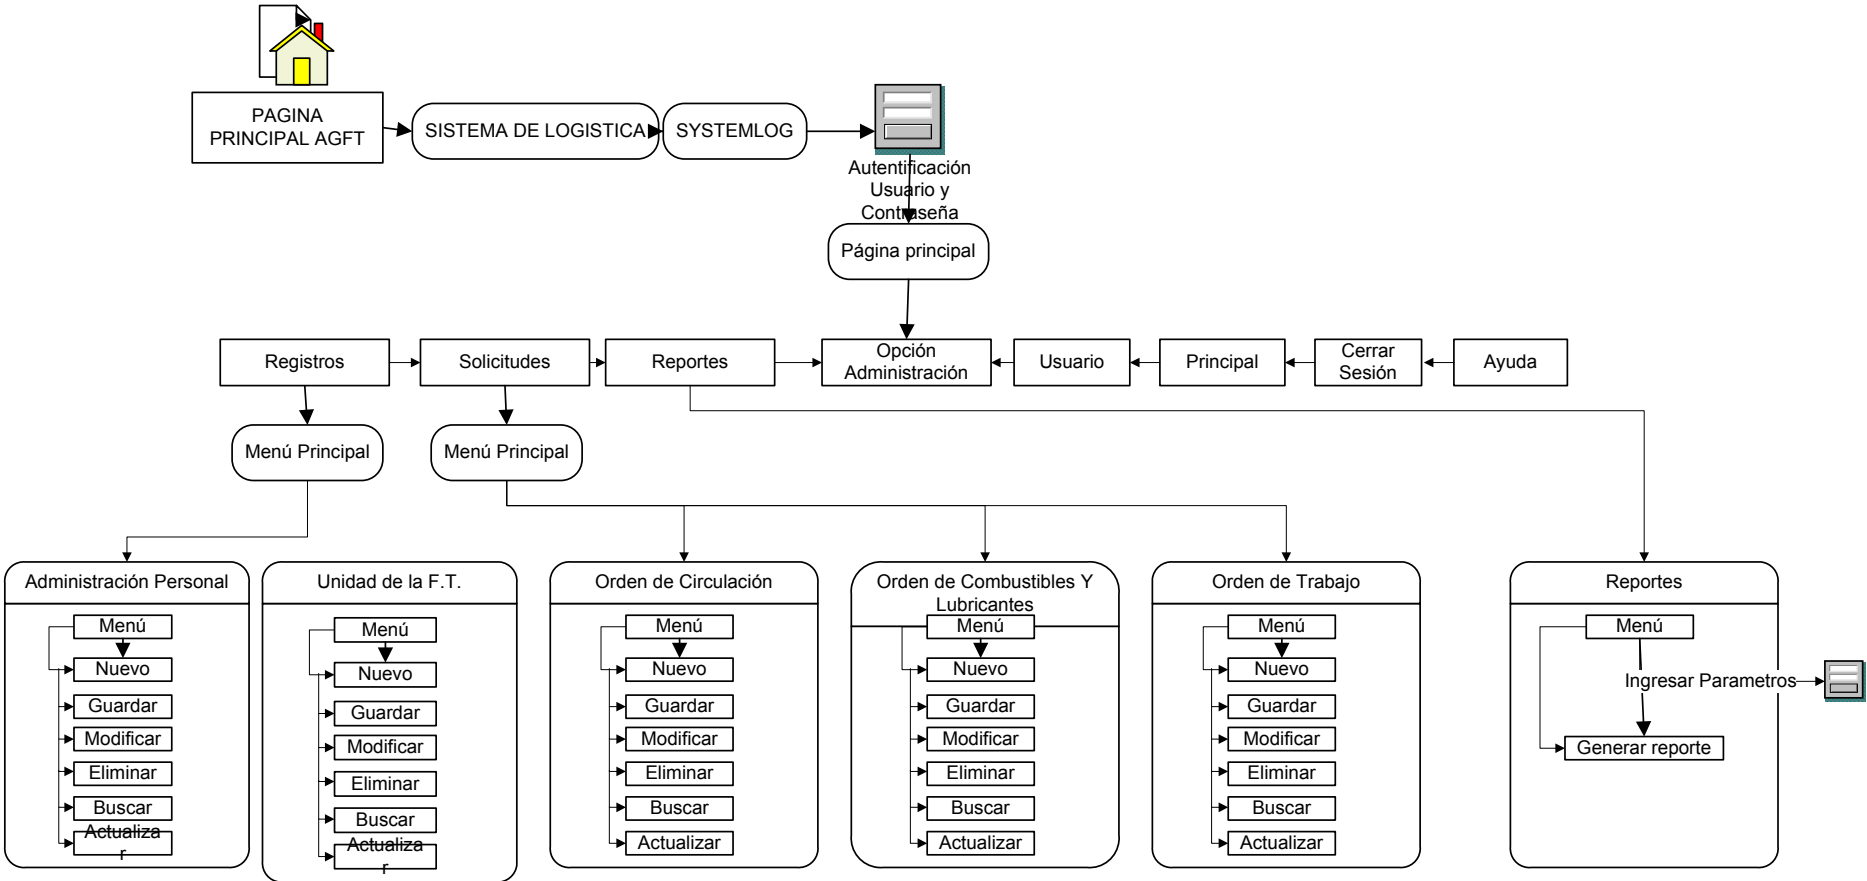 PAGINA
PRINCIPAL AGFT
SISTEMA DE LOGISTICA
SYSTEMLOG
Autentificación
Usuario y
Contraseña
Página principal
Registros
Solicitudes
Reportes
Opción
Administración
Usuario
Principal
Cerrar
Sesión
Ayuda
Menú Principal
Menú Principal
Administración Personal
Menú
Nuevo
Guardar
Modificar
Eliminar
Buscar
Actualiza
r
Unidad de la F.T.
Menú
Nuevo
Guardar
Modificar
Eliminar
Buscar
Actualiza
r
Orden de Circulación
Menú
Nuevo
Guardar
Modificar
Eliminar
Buscar
Actualizar
Orden de Combustibles Y
Lubricantes
Menú
Nuevo
Guardar
Modificar
Eliminar
Buscar
Actualizar
Orden de Trabajo
Menú
Nuevo
Guardar
Modificar
Eliminar
Buscar
Actualizar
Reportes
Menú
Ingresar Parametros
Generar reporte